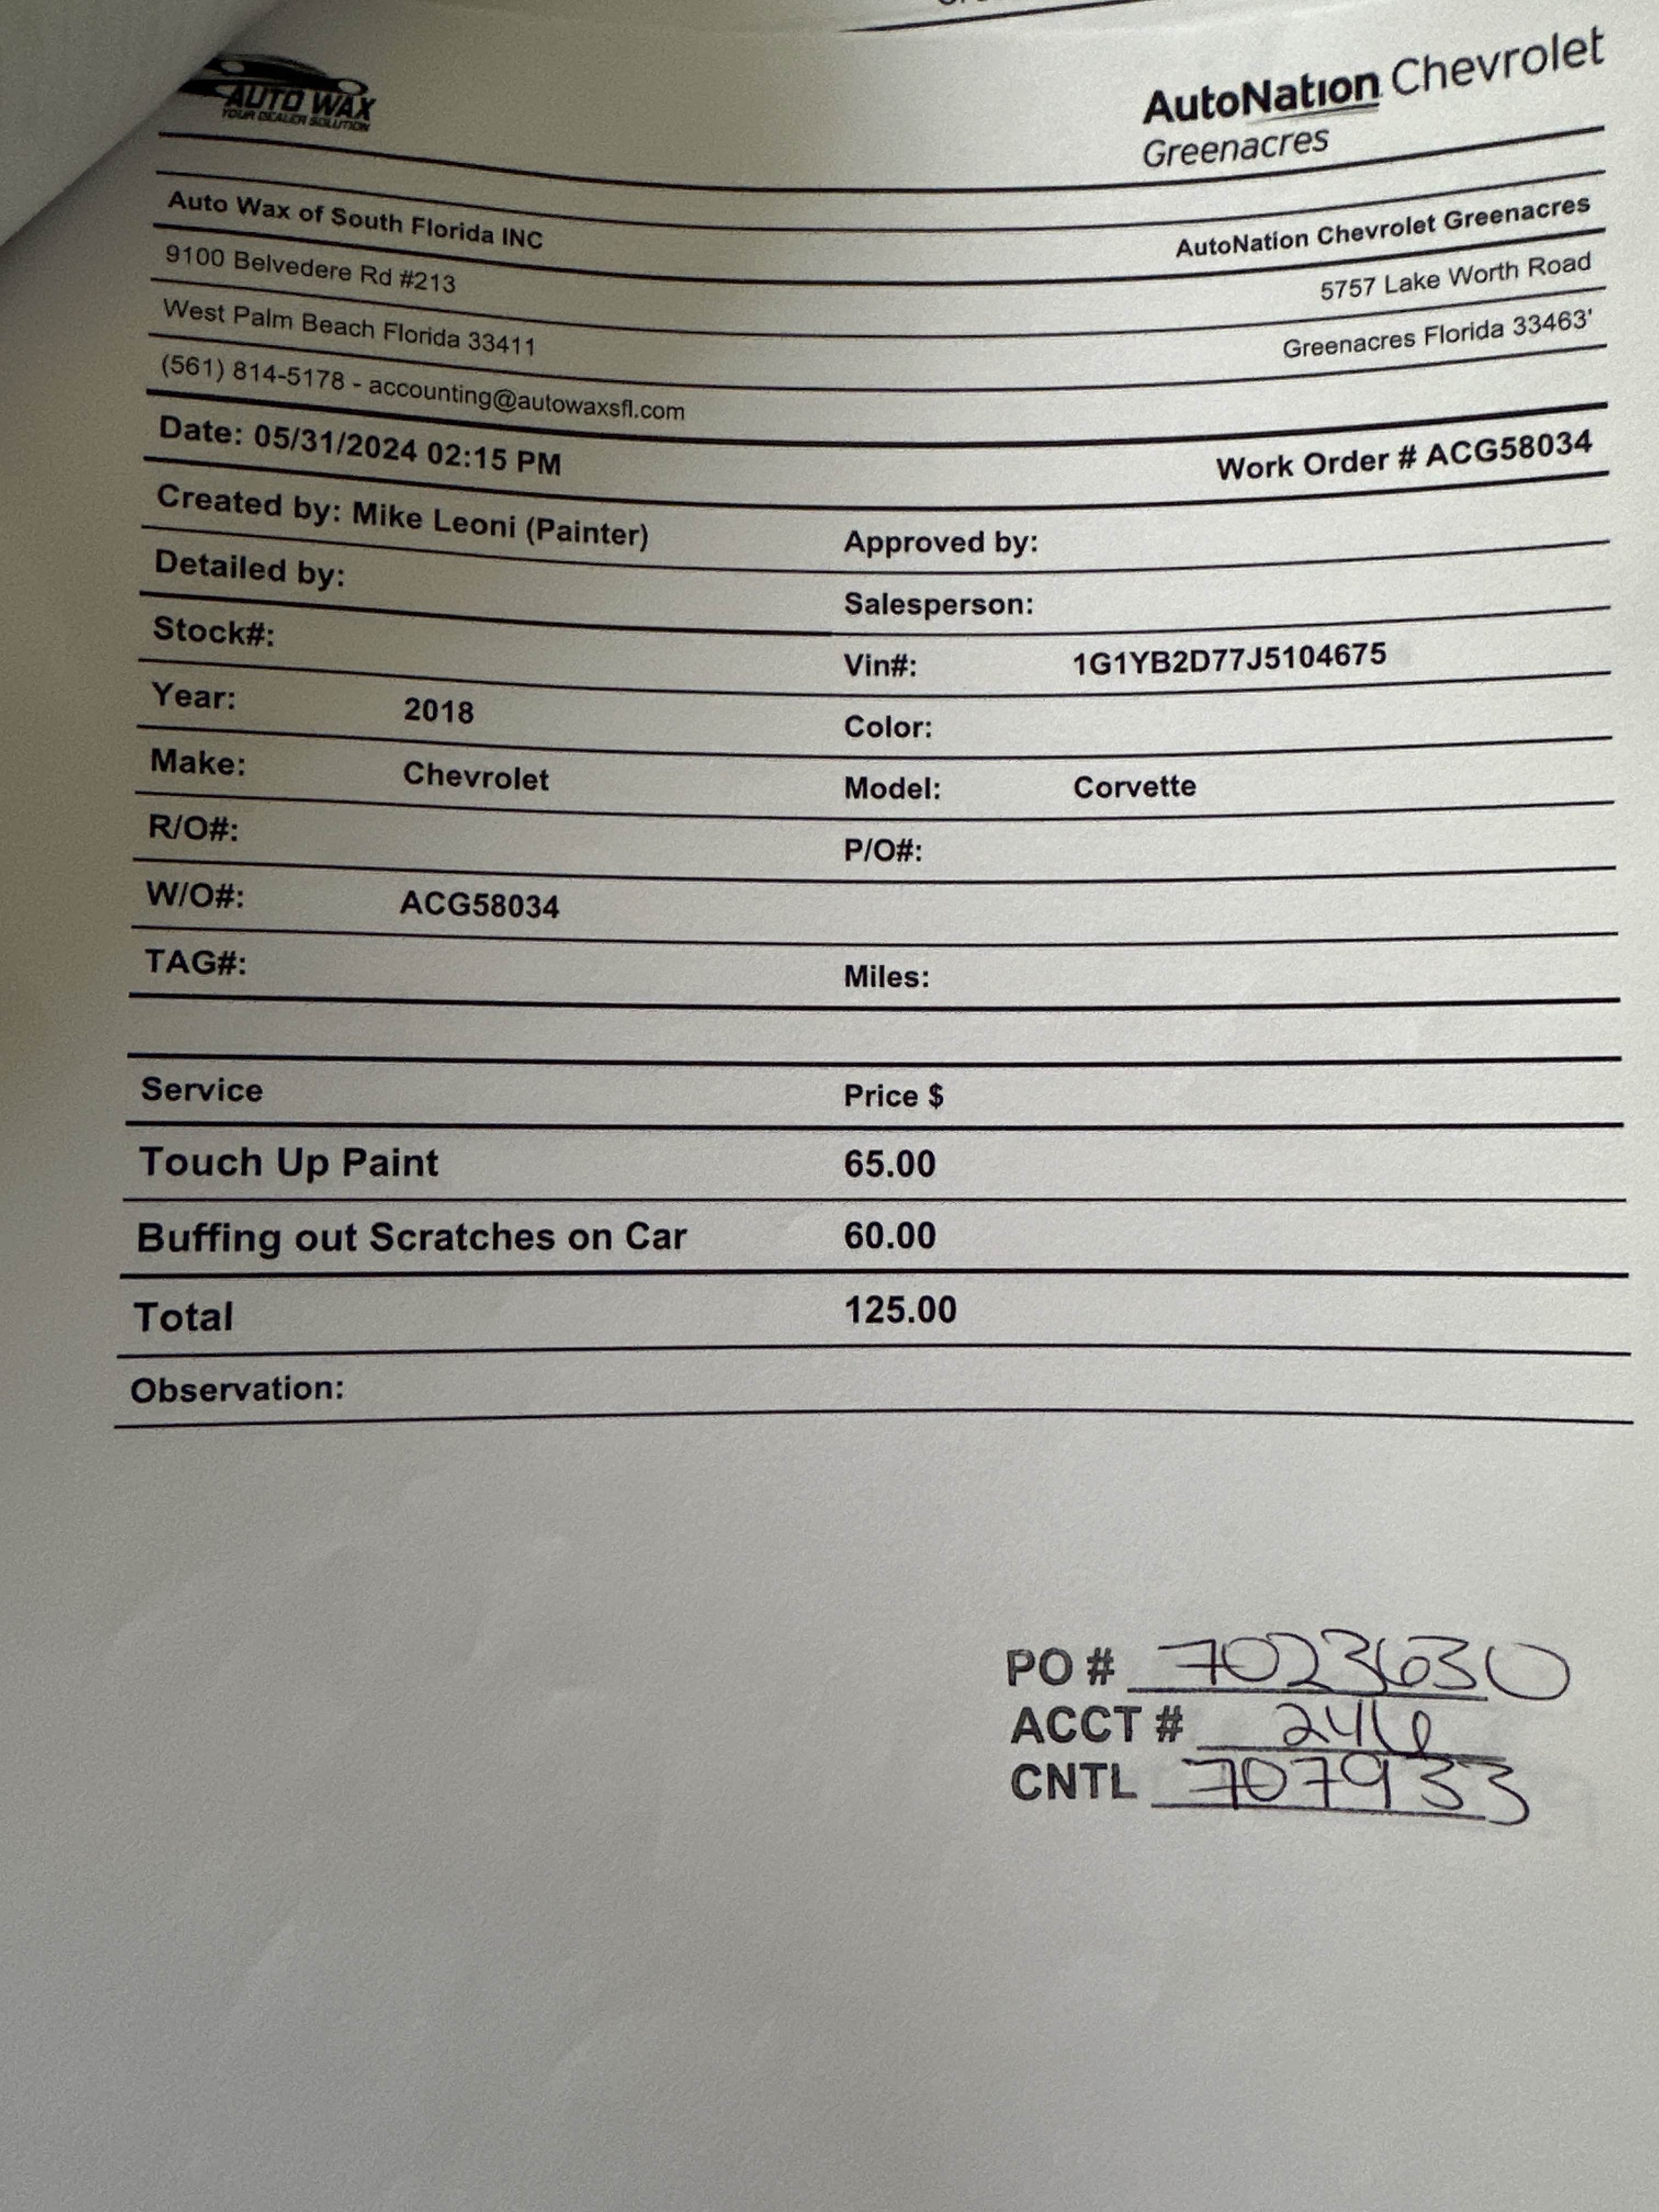 AUTO WAX
YOUR DEALER SOLUTION
AutoNation Chevrolet
Greenacres
Auto Wax of South Florida INC
AutoNation Chevrolet Greenacres
9100 Belvedere Rd #213
5757 Lake Worth Road
West Palm Beach Florida 33411
Greenacres Florida 33463'
(561) 814-5178 - accounting@autowaxsfl.com
Date: 05/31/2024 02:15 PM
Work Order # ACG58034
Created by: Mike Leoni (Painter)
Approved by:
Detailed by:
Salesperson:
Stock#:
Vin#: 1G1YB2D77J5104675
Year: 2018
Color:
Make: Chevrolet
Model: Corvette
R/O#:
P/O#:
W/O#: ACG58034
TAG#:
Miles:
Service Price $
Touch Up Paint 65.00
Buffing out Scratches on Car 60.00
Total 125.00
Observation:
PO # 7023630
ACCT # 246
CNTL 707933